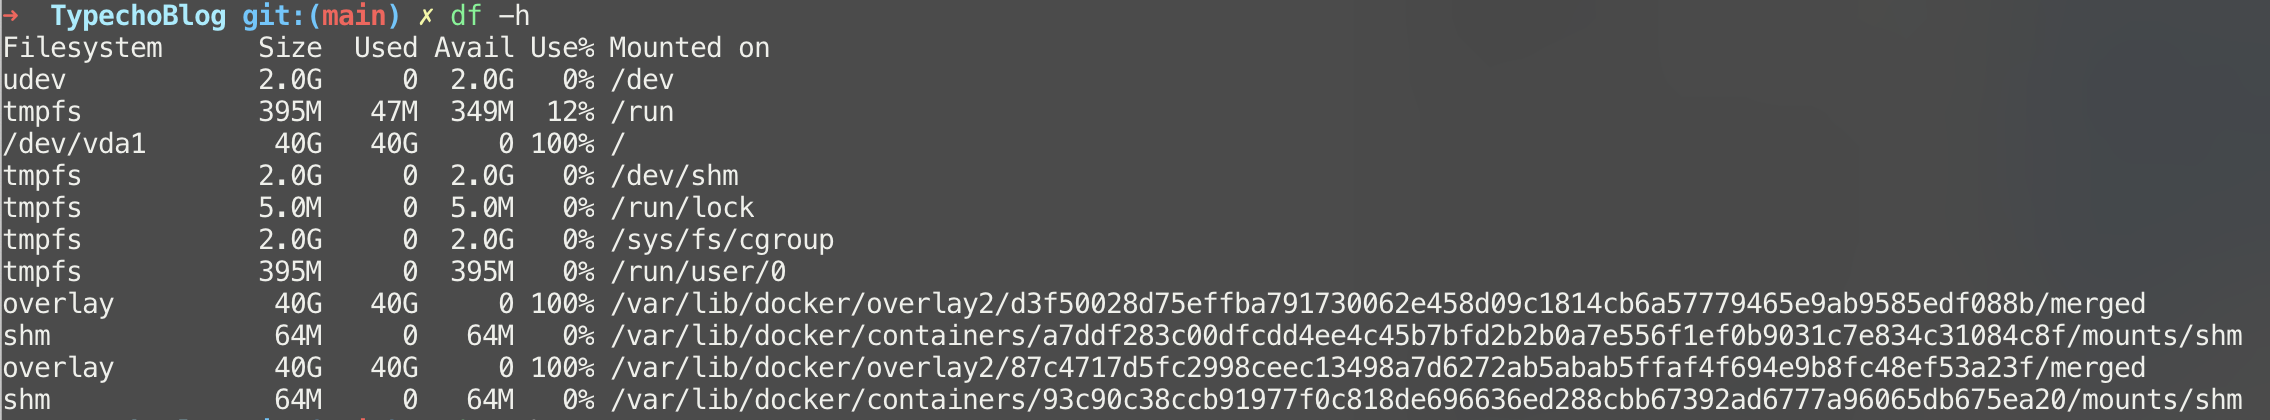 →  TypechoBlog git:(main) ✗ df -h
Filesystem      Size  Used Avail Use% Mounted on
udev            2.0G     0  2.0G   0% /dev
tmpfs           395M   47M  349M  12% /run
/dev/vda1        40G   40G     0 100% /
tmpfs           2.0G     0  2.0G   0% /dev/shm
tmpfs           5.0M     0  5.0M   0% /run/lock
tmpfs           2.0G     0  2.0G   0% /sys/fs/cgroup
tmpfs           395M     0  395M   0% /run/user/0
overlay          40G   40G     0 100% /var/lib/docker/overlay2/d3f50028d75effba791730062e458d09c1814cb6a57779465e9ab9585edf088b/merged
shm              64M     0   64M   0% /var/lib/docker/containers/a7ddf283c00dfcdd4ee4c45b7bfd2b2b0a7e556f1ef0b9031c7e834c31084c8f/mounts/shm
overlay          40G   40G     0 100% /var/lib/docker/overlay2/87c4717d5fc2998ceec13498a7d6272ab5abab5ffaf4f694e9b8fc48ef53a23f/merged
shm              64M     0   64M   0% /var/lib/docker/containers/93c90c38ccb91977f0c818de696636ed288cbb67392ad6777a96065db675ea20/mounts/shm